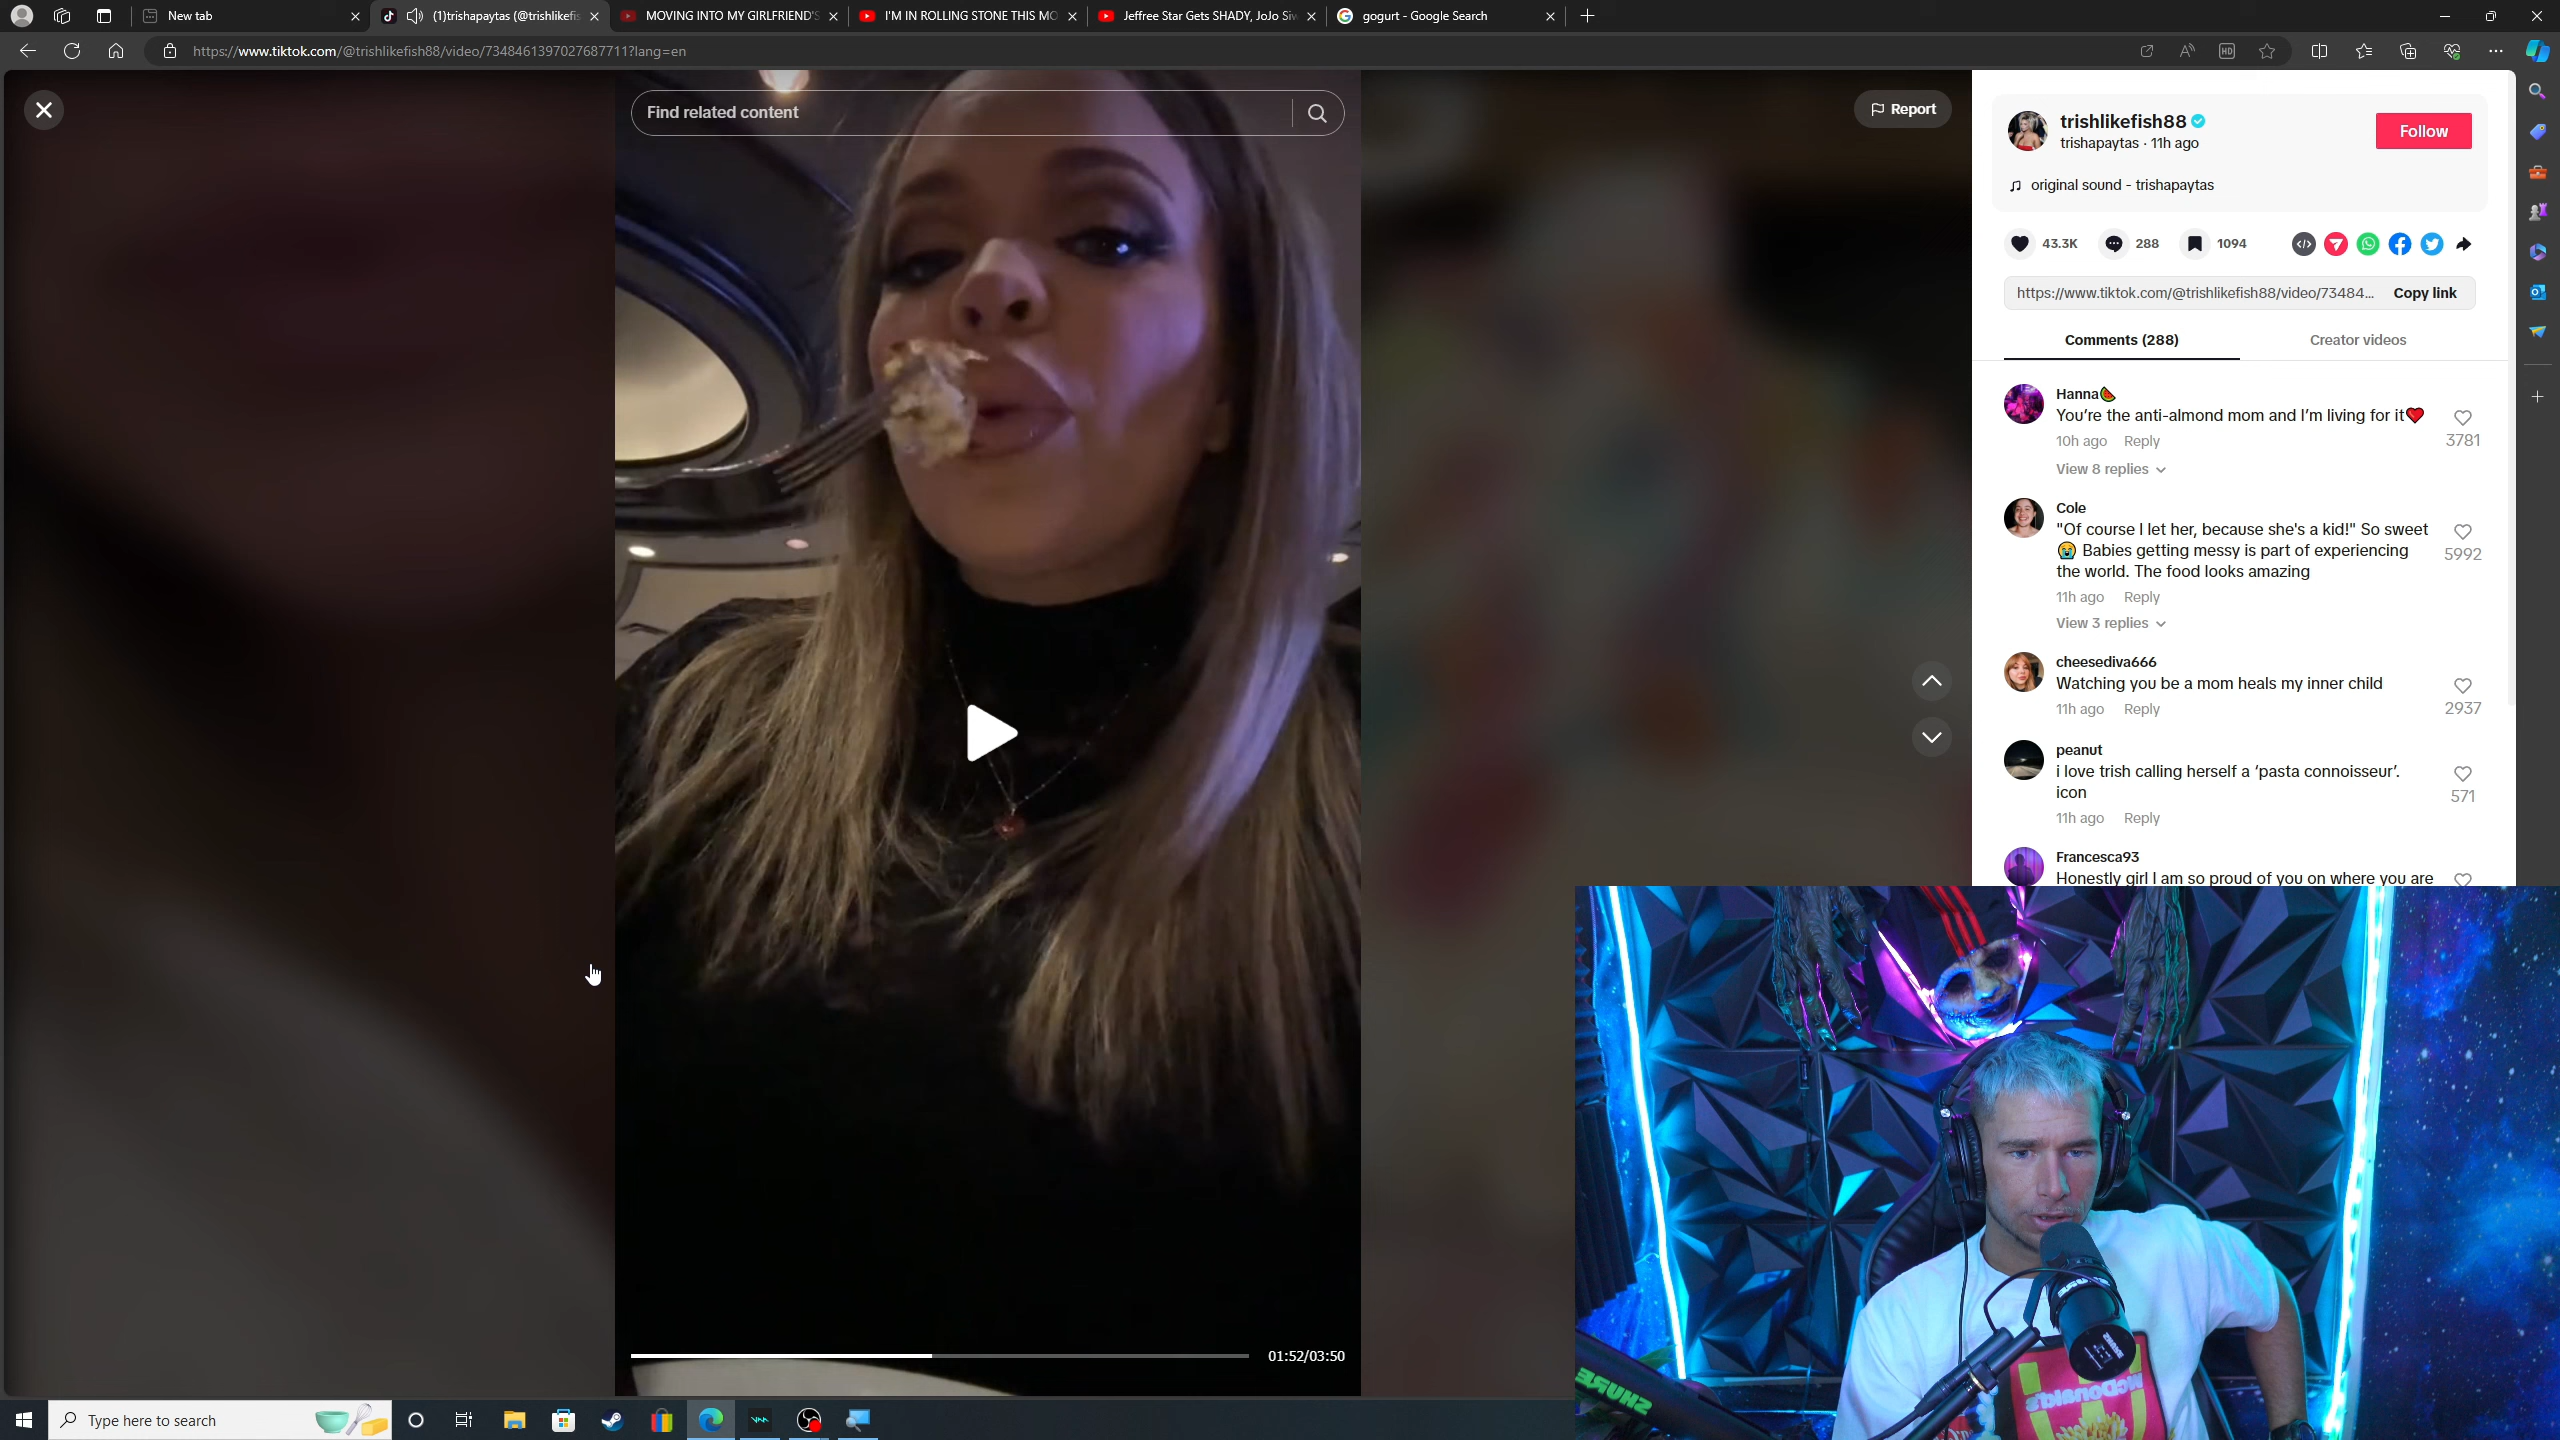 New tab
(1)trishapaytas (@trishlikefis
MOVING INTO MY GIRLFRIEND'S
I'M IN ROLLING STONE THIS MO
Jeffree Star Gets SHADY, JoJo Siw
gogurt - Google Search
https://www.tiktok.com/@trishlikefish88/video/7348461397027687711?lang=en
Find related content
Report
trishlikefish88
trishapaytas · 11h ago
Follow
original sound - trishapaytas
43.3K
288
1094
https://www.tiktok.com/@trishlikefish88/video/73484...
Copy link
Comments (288)
Creator videos
Hanna🍉
You're the anti-almond mom and I'm living for it❤️
3781
10h ago Reply
View 8 replies
Cole
"Of course I let her, because she's a kid!" So sweet
😭 Babies getting messy is part of experiencing
the world. The food looks amazing
5992
11h ago Reply
View 3 replies
cheesediva666
Watching you be a mom heals my inner child
2937
11h ago Reply
peanut
i love trish calling herself a 'pasta connoisseur'.
icon
571
11h ago Reply
Francesca93
Honestly girl I am so proud of you on where you are
01:52/03:50
SHURE
McDonald's
Type here to search